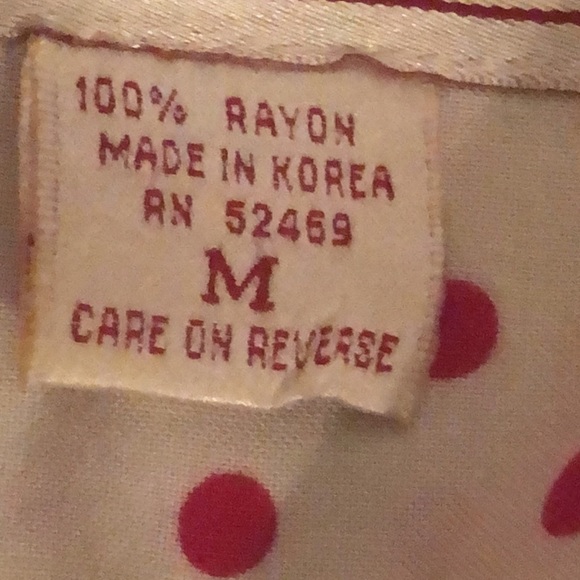 100% RAYON
MADE IN KOREA
RN 52469
M
CARE ON REVERSE